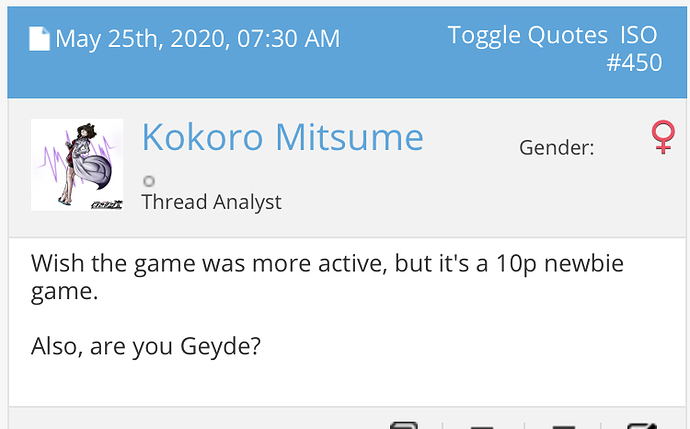 May 25th, 2020, 07:30 AM
Toggle Quotes ISO
#450
Kokoro Mitsume
Gender:
Thread Analyst
Wish the game was more active, but it's a 10p newbie
game.
Also, are you Geyde?